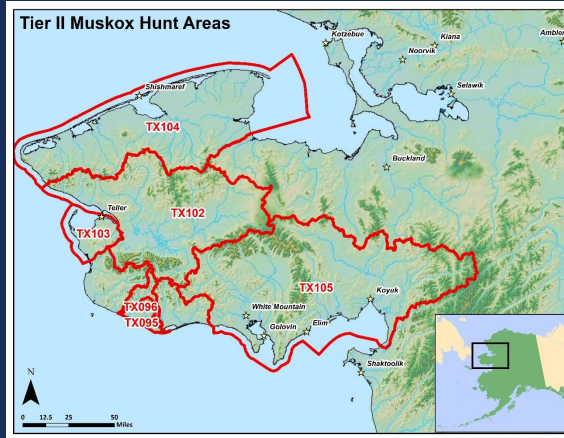 Tier II Muskox Hunt Areas
Kotzebue
Kiana
Ambler
Noorvik
Shishmaref
Selawik
TX104
Buckland
TX102
Teller
TX103
TX105
Koyuk
TX096
White Mountain
TX095
Golovin
Elim
Shaktoolik
N
0 12.5 25 50
Miles